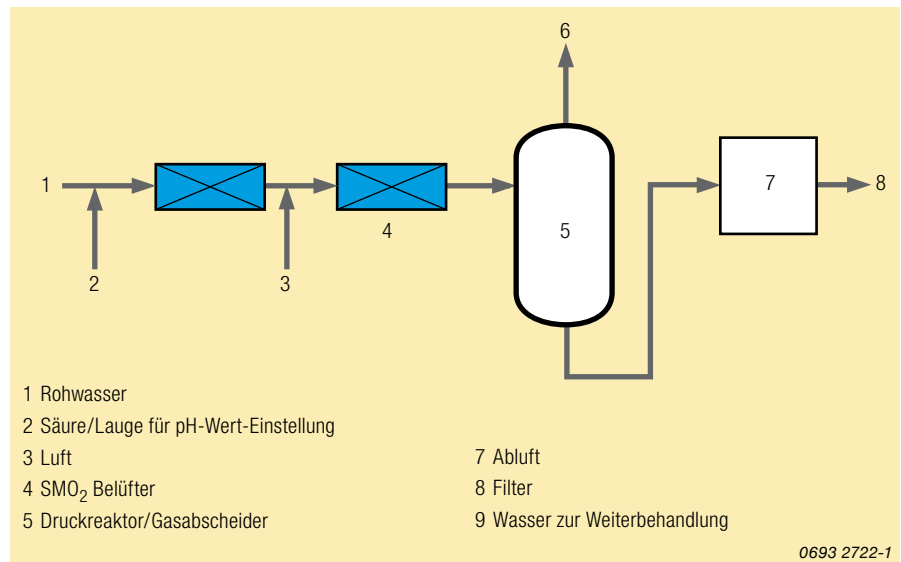 6
1
7
8
4
5
2
3
1 Rohwasser
2 Säure/Lauge für pH-Wert-Einstellung
3 Luft
4 SMO₂ Belüfter
5 Druckreaktor/Gasabscheider
7 Abluft
8 Filter
9 Wasser zur Weiterbehandlung
0693 2722-1